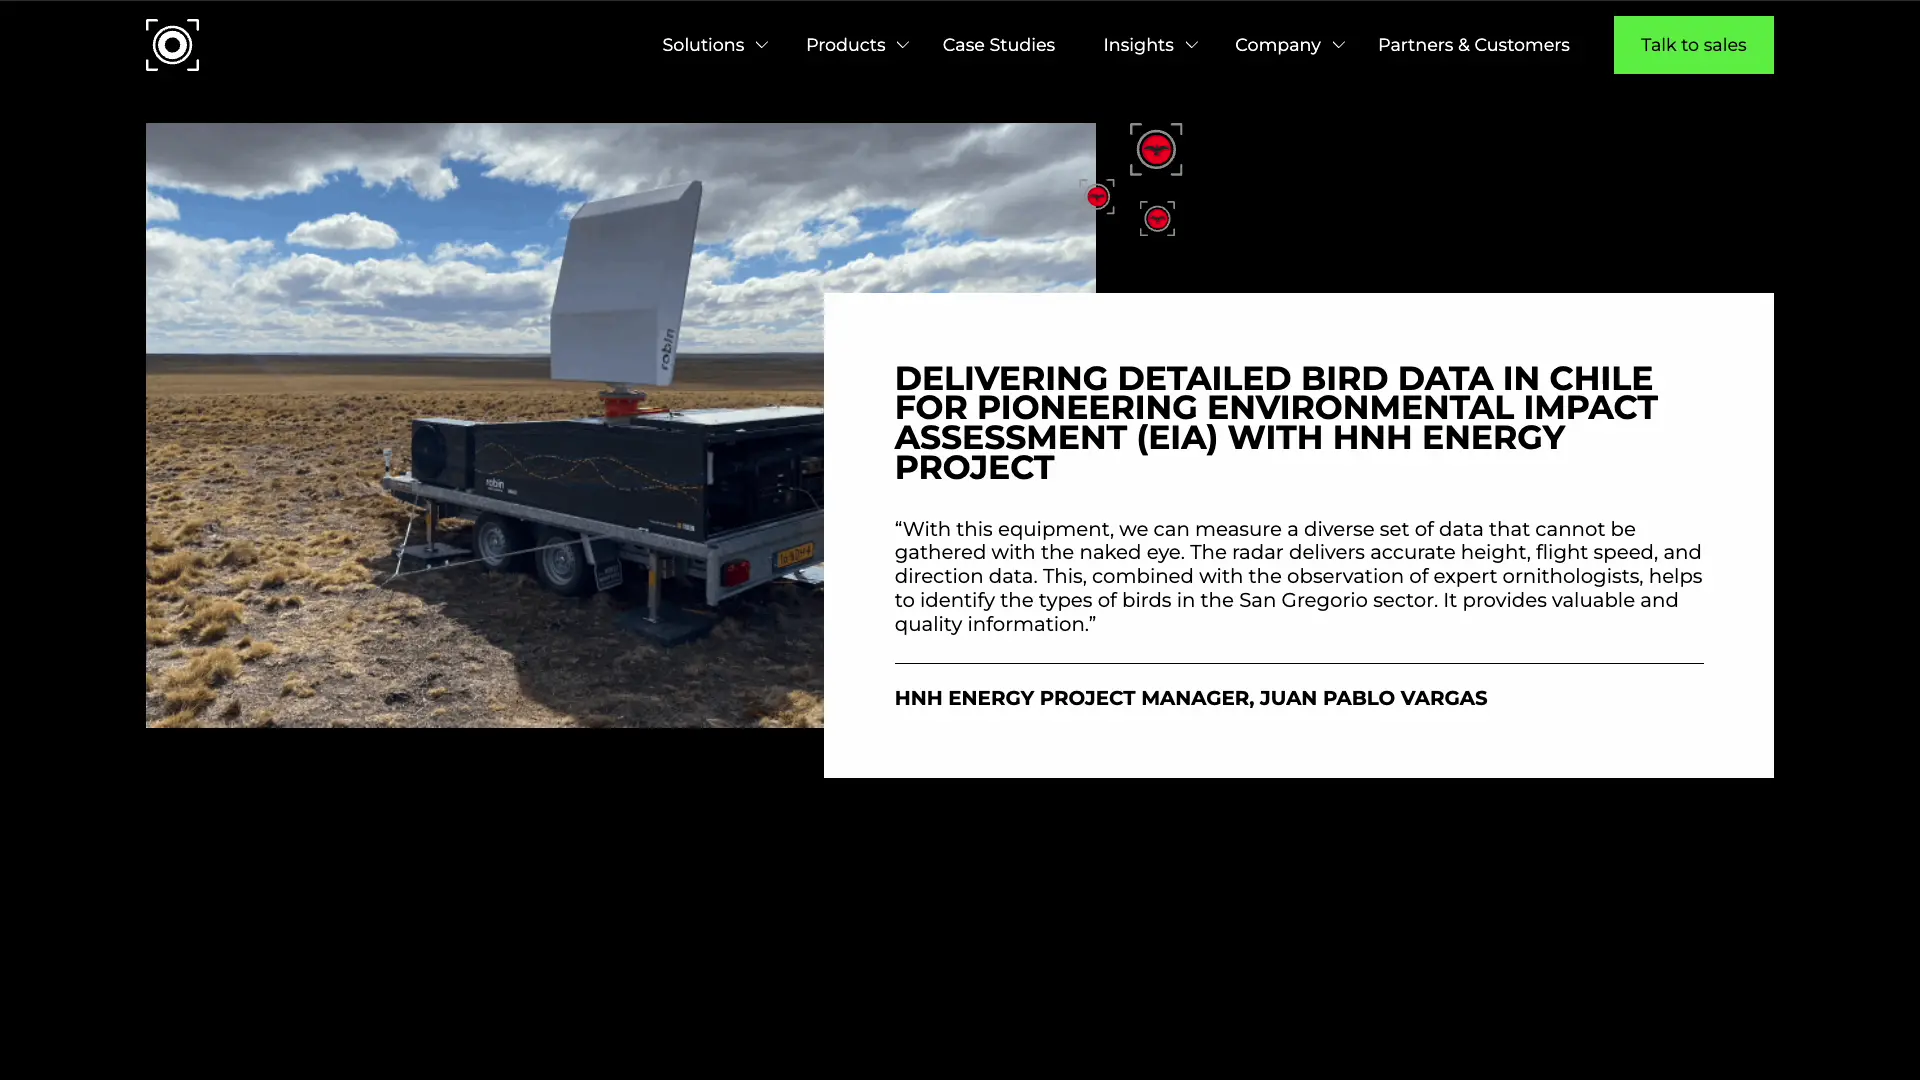 Solutions
Products
Case Studies
Insights
Company
Partners & Customers
Talk to sales
robin
robin
DELIVERING DETAILED BIRD DATA IN CHILE
FOR PIONEERING ENVIRONMENTAL IMPACT
ASSESSMENT (EIA) WITH HNH ENERGY
PROJECT
“With this equipment, we can measure a diverse set of data that cannot be
gathered with the naked eye. The radar delivers accurate height, flight speed, and
direction data. This, combined with the observation of expert ornithologists, helps
to identify the types of birds in the San Gregorio sector. It provides valuable and
quality information.”
HNH ENERGY PROJECT MANAGER, JUAN PABLO VARGAS